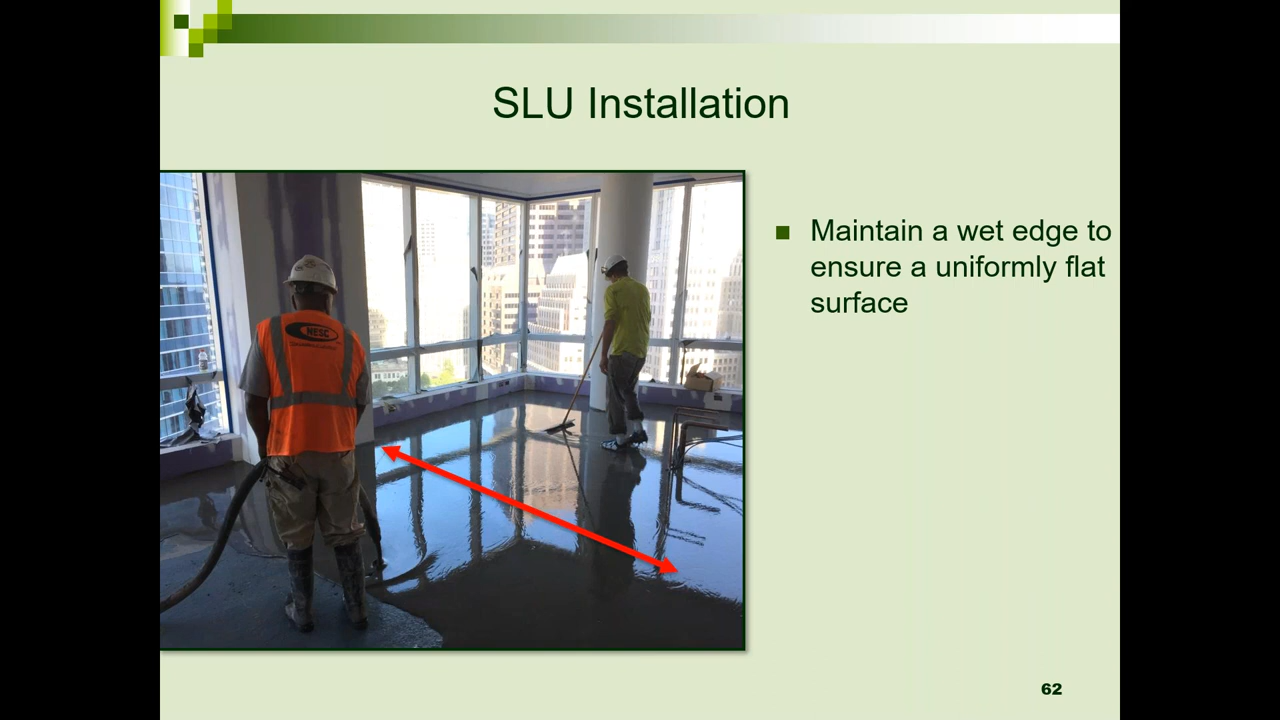 SLU Installation
NESC
Maintain a wet edge to
ensure a uniformly flat
surface
62